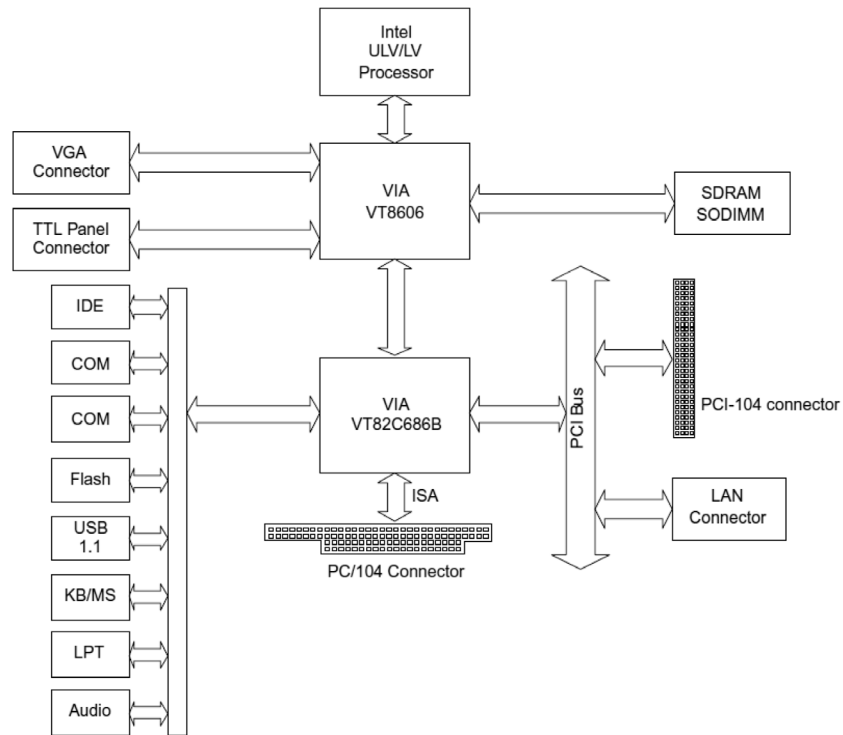 Intel
ULV/LV
Processor
VGA
Connector
VIA
VT8606
SDRAM
SODIMM
TTL Panel
Connector
IDE
COM
COM
Flash
USB
1.1
KB/MS
LPT
Audio
VIA
VT82C686B
ISA
PC/104 Connector
PCI Bus
PCI-104 connector
LAN
Connector